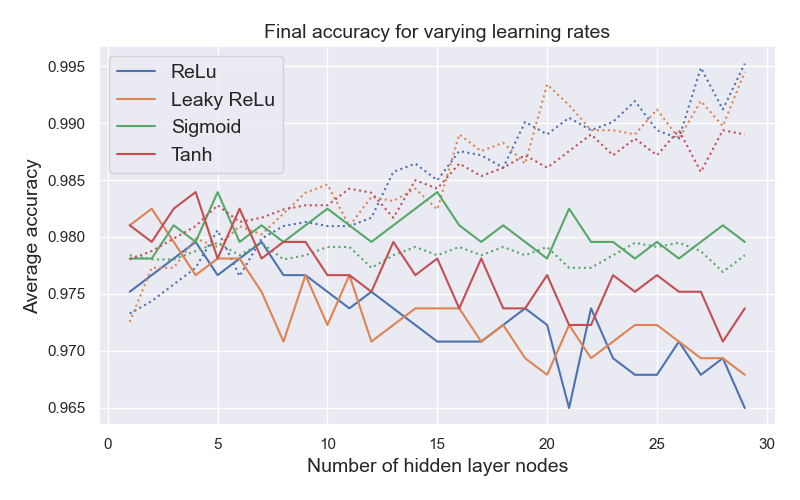 Final accuracy for varying learning rates
ReLu
Leaky ReLu
Sigmoid
Tanh
Average accuracy
0.995
0.990
0.985
0.980
0.975
0.970
0.965
0 5 10 15 20 25 30
Number of hidden layer nodes